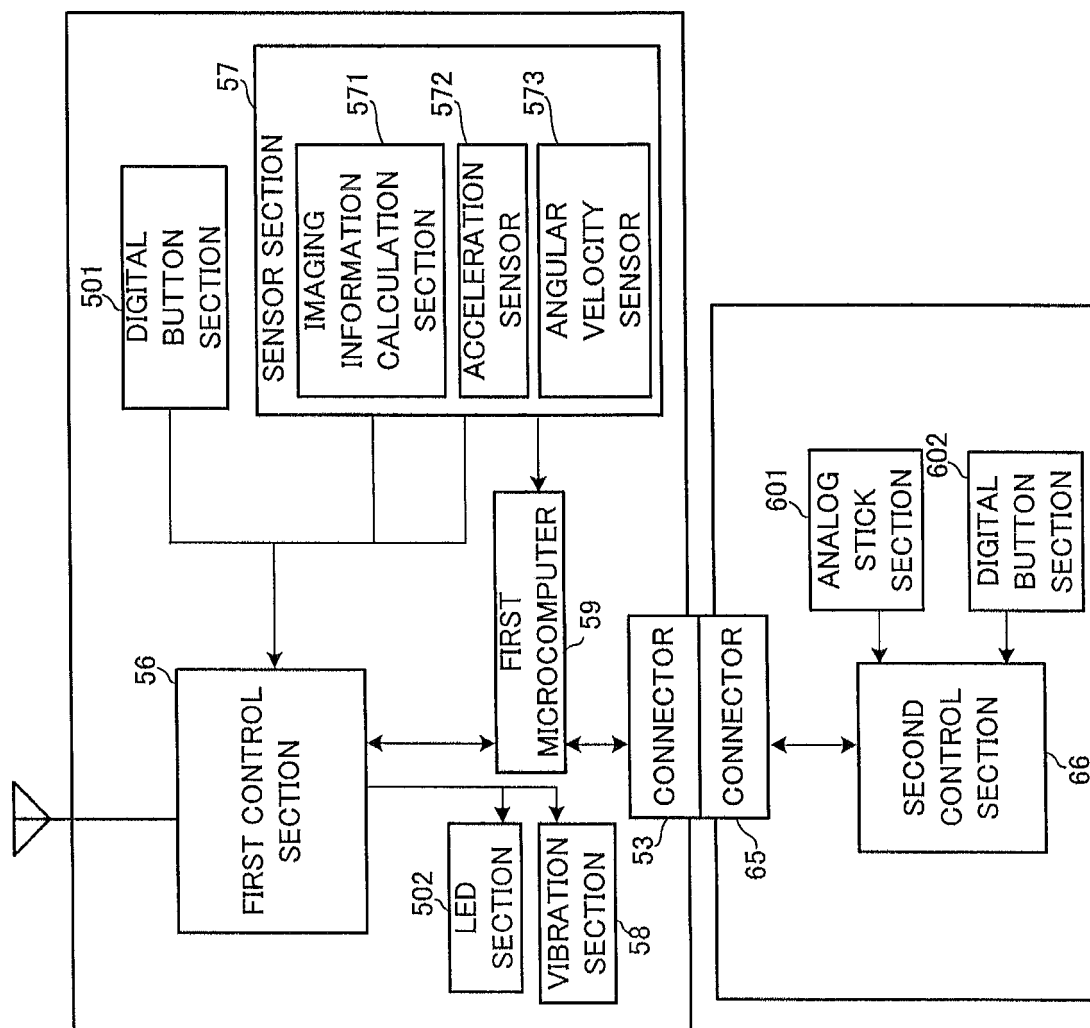 501
DIGITAL
BUTTON
SECTION
57
SENSOR SECTION
IMAGING
INFORMATION
CALCULATION
SECTION
571
ACCELERATION
SENSOR
572
ANGULAR
VELOCITY
SENSOR
573
56
FIRST CONTROL
SECTION
FIRST
MICROCOMPUTER
59
502
LED
SECTION
VIBRATION
SECTION
58
CONNECTOR
53
CONNECTOR
65
601
ANALOG
STICK
SECTION
602
DIGITAL
BUTTON
SECTION
SECOND
CONTROL
SECTION
66